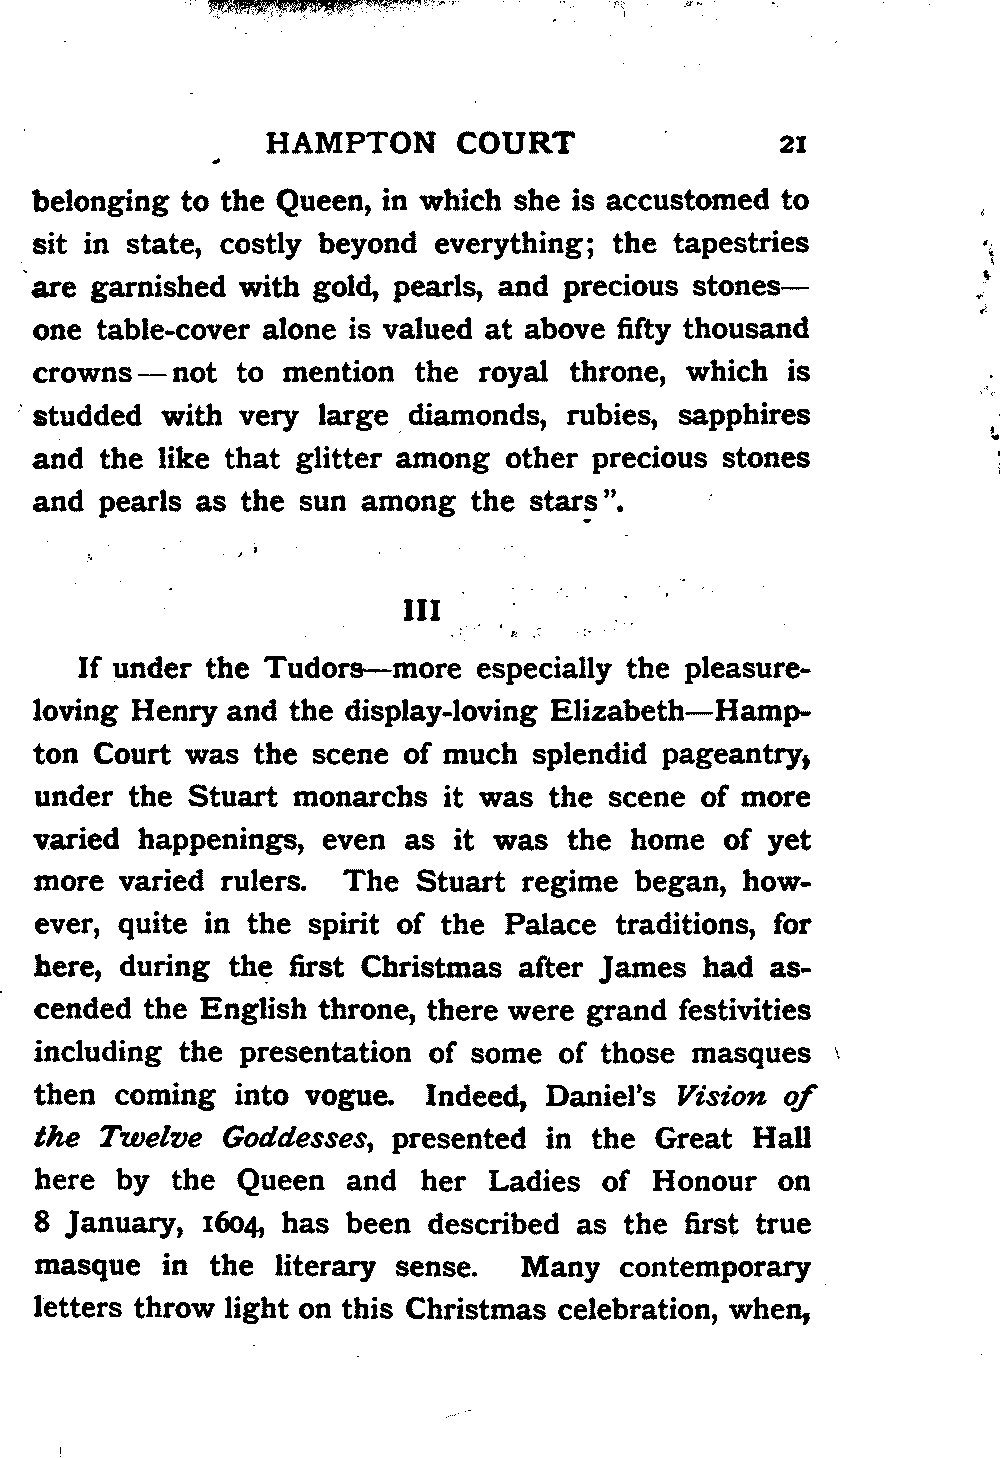 HAMPTON COURT 21
belonging to the Queen, in which she is accustomed to
sit in state, costly beyond everything; the tapestries
are garnished with gold, pearls, and precious stones—
one table-cover alone is valued at above fifty thousand
crowns—not to mention the royal throne, which is
studded with very large diamonds, rubies, sapphires
and the like that glitter among other precious stones
and pearls as the sun among the stars”.
III
If under the Tudors—more especially the pleasure-
loving Henry and the display-loving Elizabeth—Hamp-
ton Court was the scene of much splendid pageantry,
under the Stuart monarchs it was the scene of more
varied happenings, even as it was the home of yet
more varied rulers. The Stuart regime began, how-
ever, quite in the spirit of the Palace traditions, for
here, during the first Christmas after James had as-
cended the English throne, there were grand festivities
including the presentation of some of those masques
then coming into vogue. Indeed, Daniel’s Vision of
the Twelve Goddesses, presented in the Great Hall
here by the Queen and her Ladies of Honour on
8 January, 1604, has been described as the first true
masque in the literary sense. Many contemporary
letters throw light on this Christmas celebration, when,